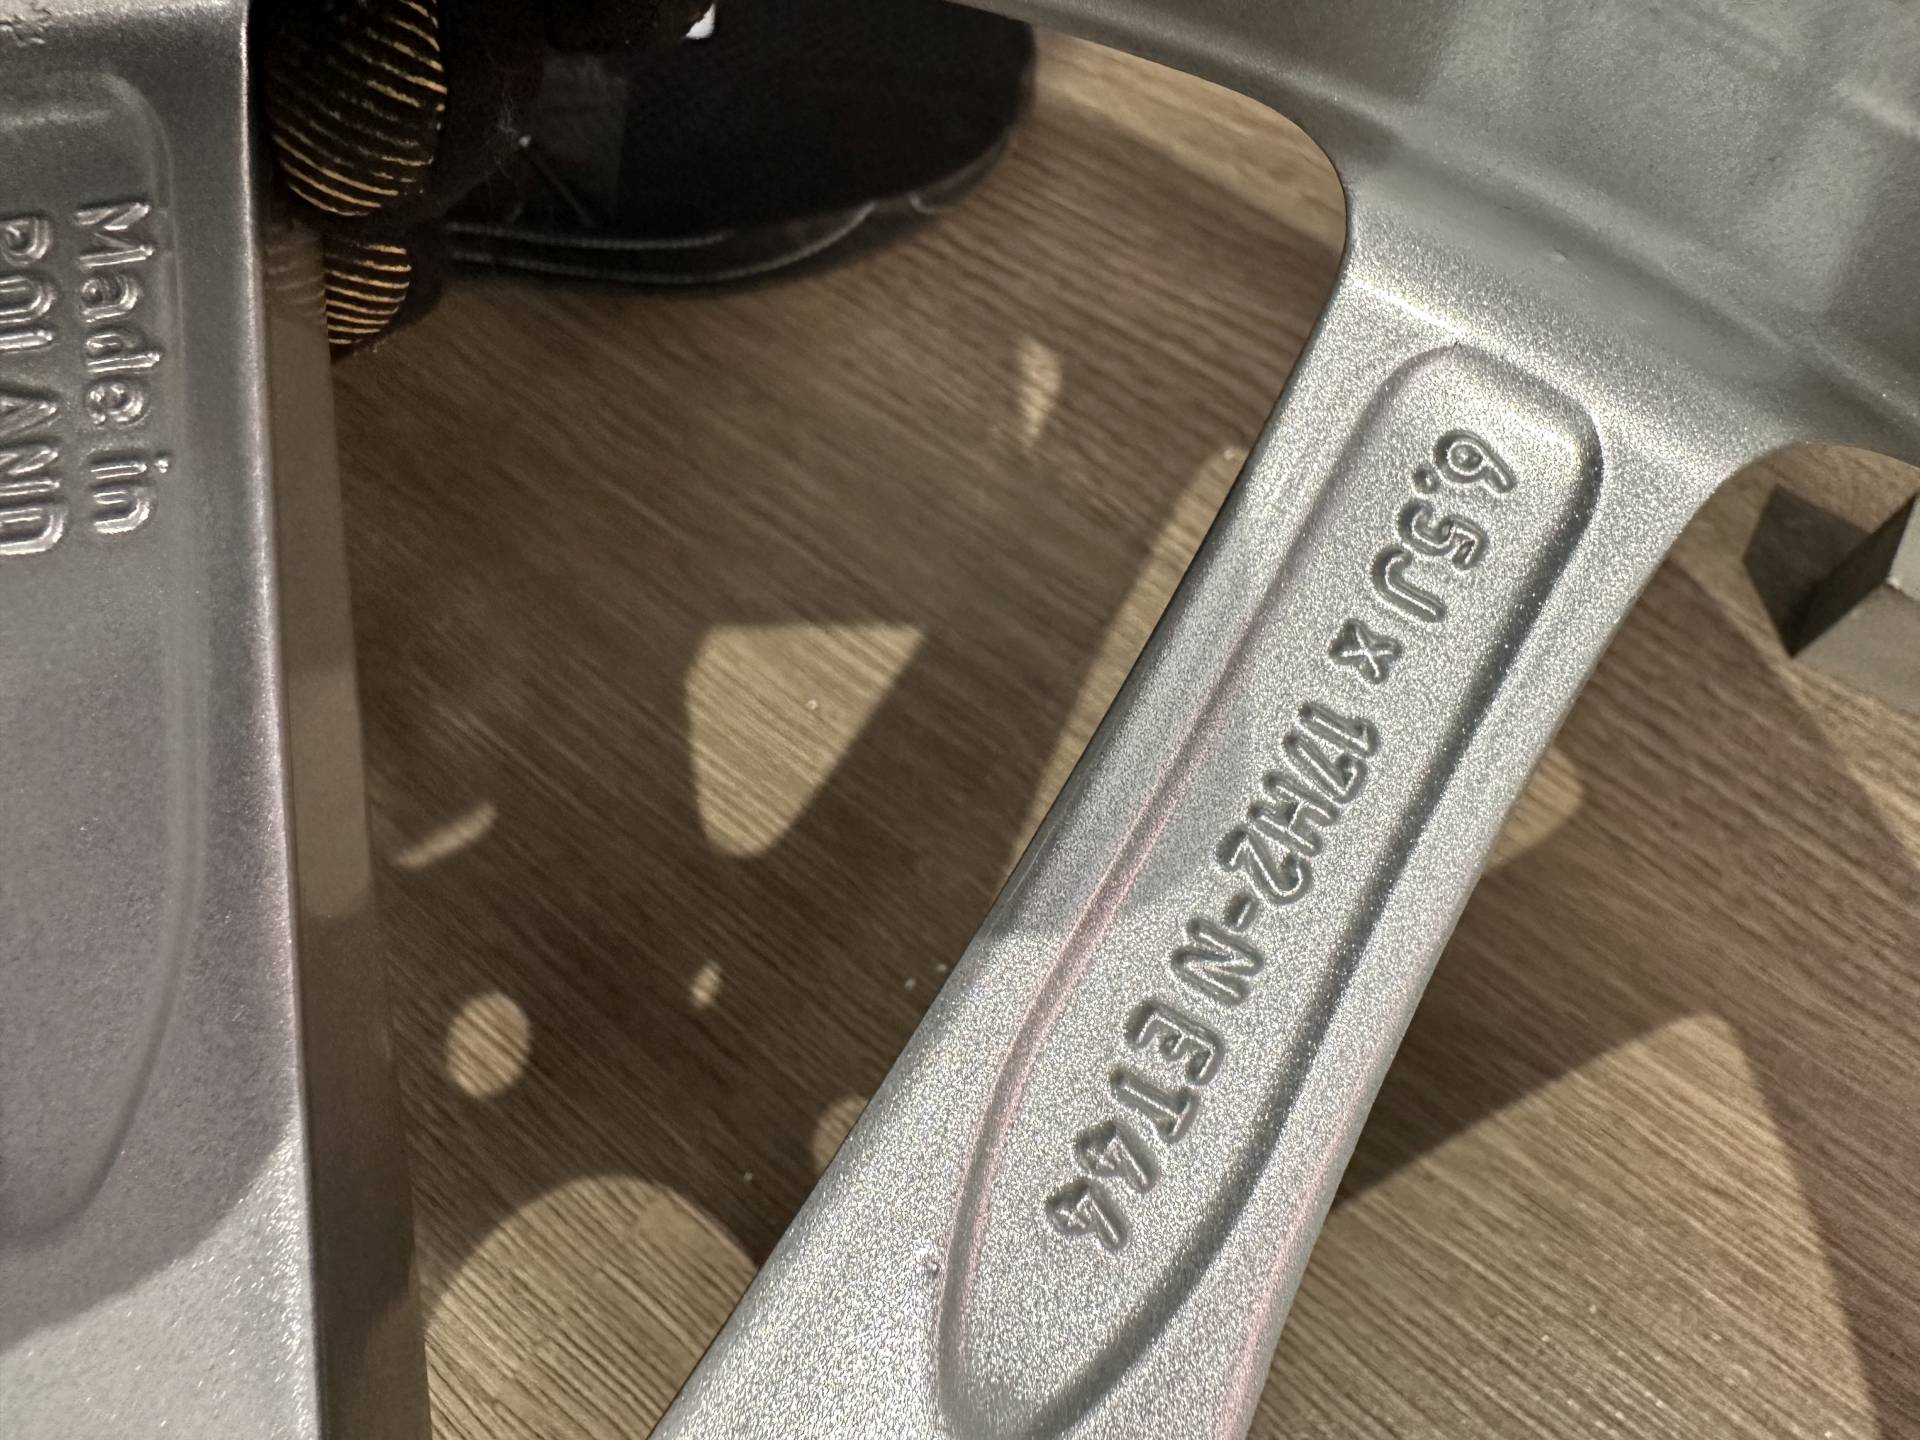 Made in
POLAND
6,5J x 17H2-N ET44